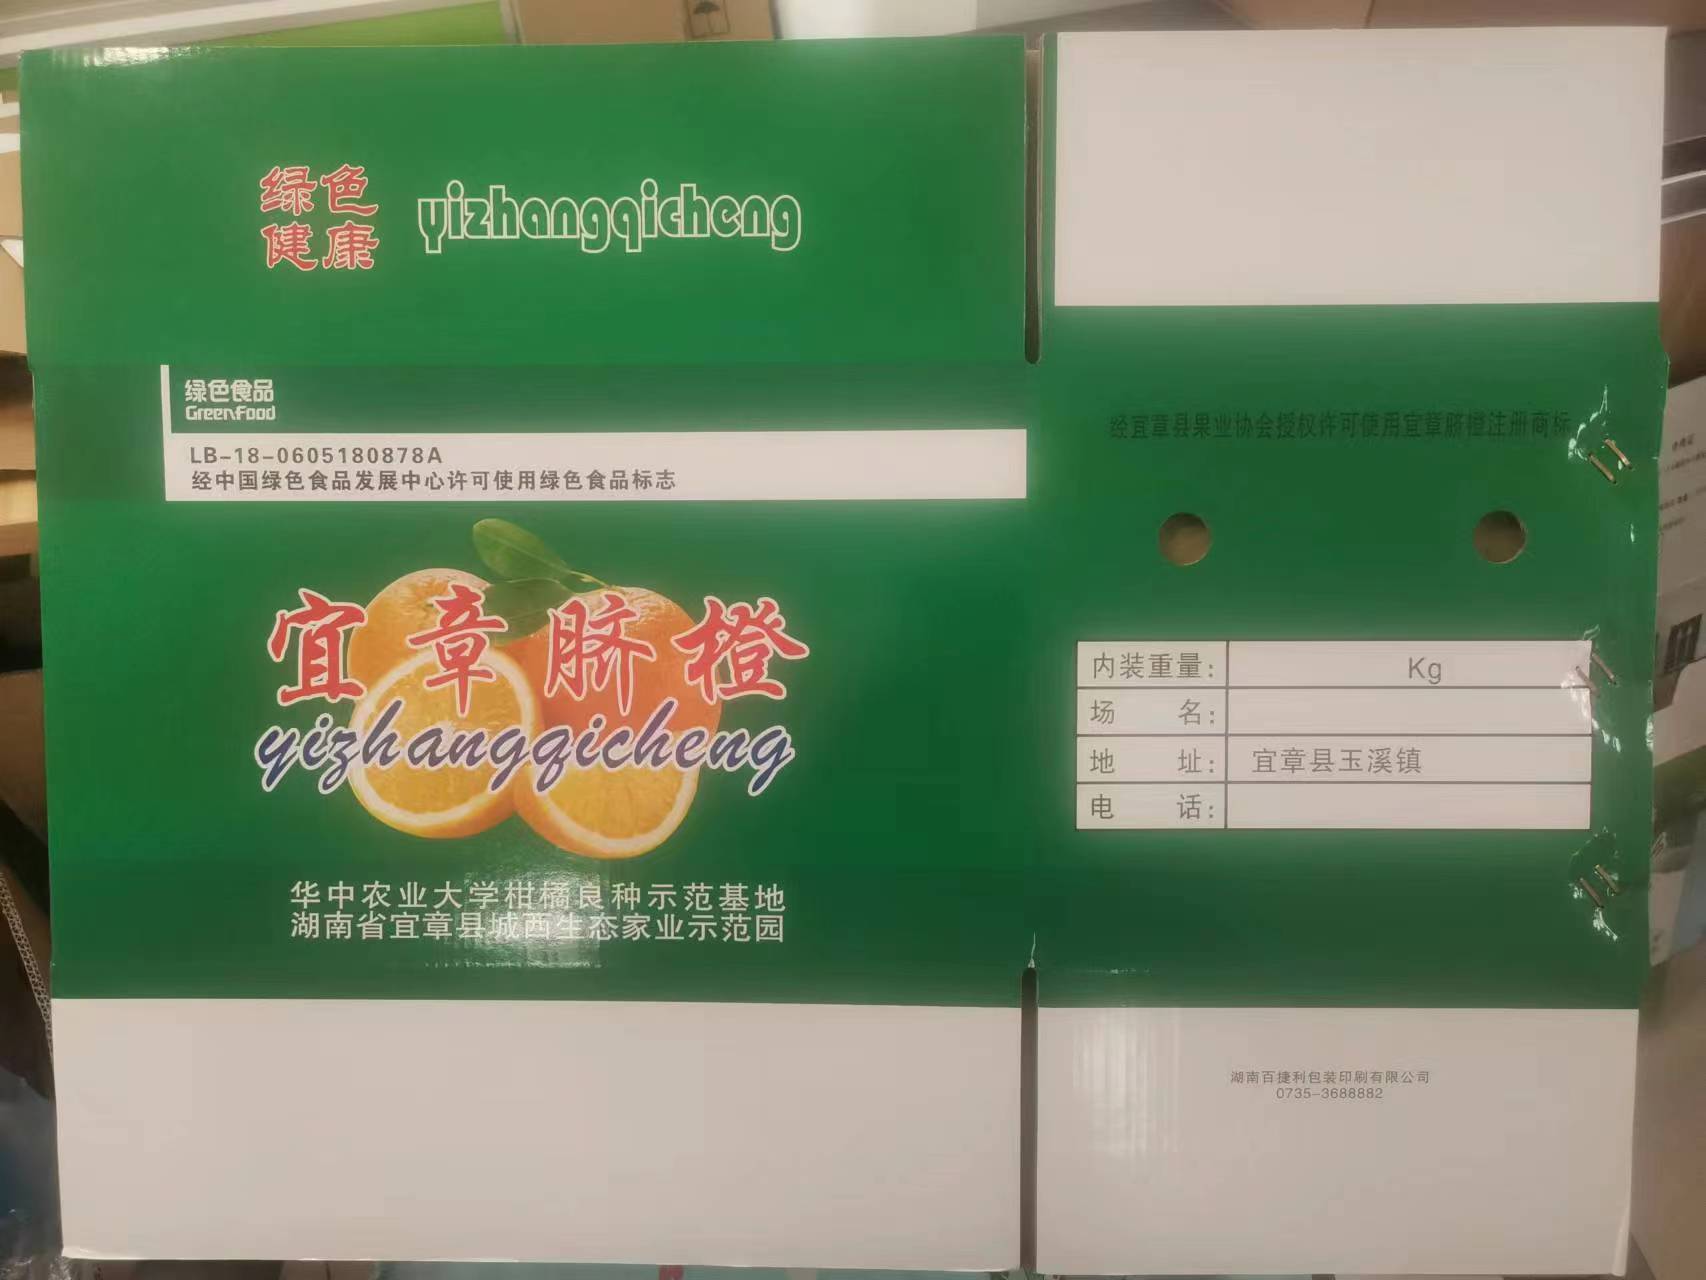 绿色
健康
yizhangqicheng
绿色食品
GreenFood
LB-18-0605180878A
经中国绿色食品发展中心许可使用绿色食品标志
宜章脐橙
yizhangqicheng
华中农业大学柑橘良种示范基地
湖南省宜章县城西生态家业示范园
经宜章县果业协会授权许可使用宜章脐橙注册商标
内装重量: Kg
场 名:
地 址: 宜章县玉溪镇
电 话:
湖南百捷利包装印刷有限公司
0735-3688882